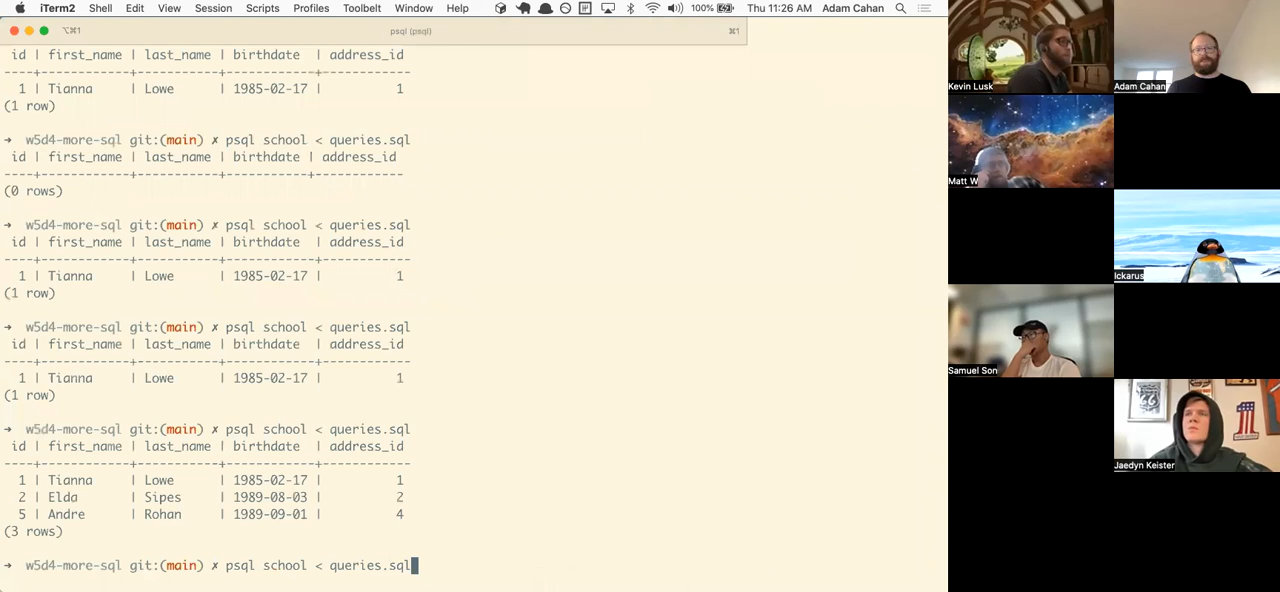 iTerm2 Shell Edit View Session Scripts Profiles Toolbelt Window Help 100% Thu 11:26 AM Adam Cahan
⌥⌘1 psql (psql) ⌘1
id | first_name | last_name | birthdate | address_id
----+------------+-----------+------------+------------
1 | Tianna | Lowe | 1985-02-17 | 1
(1 row)
➜ w5d4-more-sql git:(main) ✗ psql school < queries.sql
id | first_name | last_name | birthdate | address_id
----+------------+-----------+-----------+------------
(0 rows)
➜ w5d4-more-sql git:(main) ✗ psql school < queries.sql
id | first_name | last_name | birthdate | address_id
----+------------+-----------+------------+------------
1 | Tianna | Lowe | 1985-02-17 | 1
(1 row)
➜ w5d4-more-sql git:(main) ✗ psql school < queries.sql
id | first_name | last_name | birthdate | address_id
----+------------+-----------+------------+------------
1 | Tianna | Lowe | 1985-02-17 | 1
(1 row)
➜ w5d4-more-sql git:(main) ✗ psql school < queries.sql
id | first_name | last_name | birthdate | address_id
----+------------+-----------+------------+------------
1 | Tianna | Lowe | 1985-02-17 | 1
2 | Elda | Sipes | 1989-08-03 | 2
5 | Andre | Rohan | 1989-09-01 | 4
(3 rows)
➜ w5d4-more-sql git:(main) ✗ psql school < queries.sql
Kevin Lusk
Adam Cahan
Matt W
Ickarus
Samuel Son
66
Jaedyn Keister